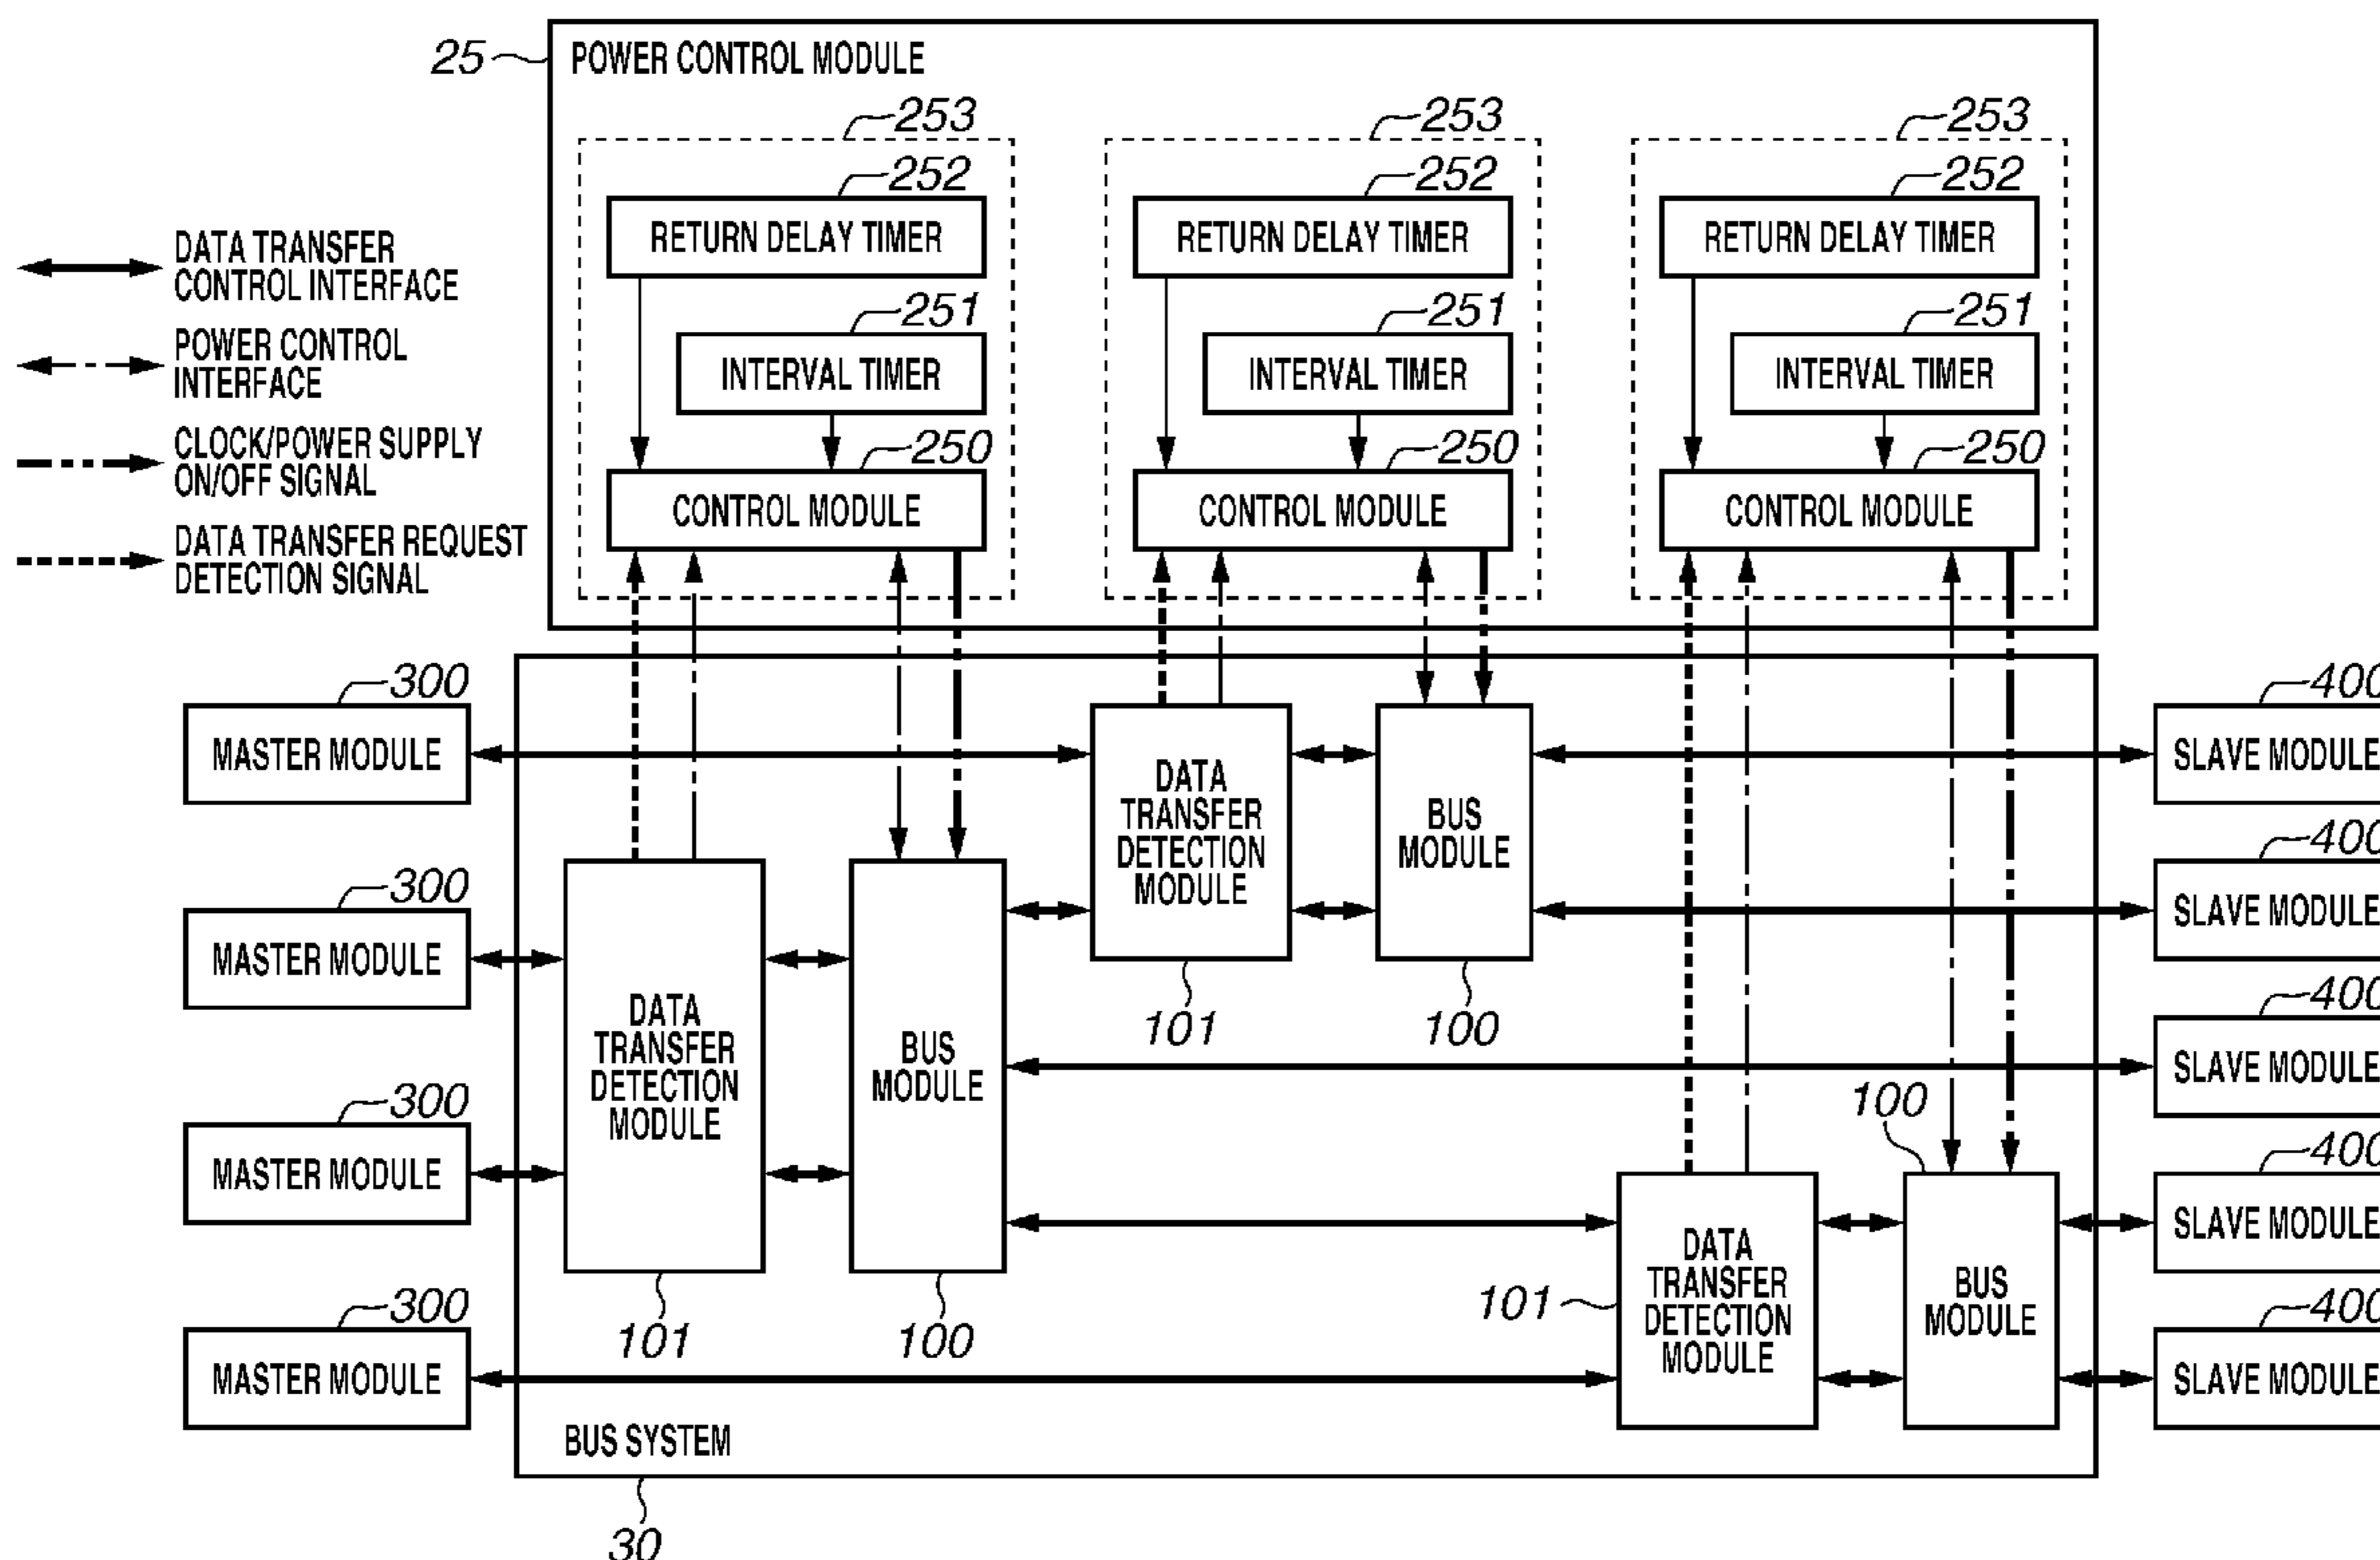 25
POWER CONTROL MODULE
253
253
253
252
252
252
RETURN DELAY TIMER
RETURN DELAY TIMER
RETURN DELAY TIMER
251
251
251
INTERVAL TIMER
INTERVAL TIMER
INTERVAL TIMER
250
250
250
CONTROL MODULE
CONTROL MODULE
CONTROL MODULE
DATA TRANSFER
CONTROL INTERFACE
POWER CONTROL
INTERFACE
CLOCK/POWER SUPPLY
ON/OFF SIGNAL
DATA TRANSFER REQUEST
DETECTION SIGNAL
300
MASTER MODULE
300
MASTER MODULE
300
MASTER MODULE
300
MASTER MODULE
DATA
TRANSFER
DETECTION
MODULE
101
BUS
MODULE
100
DATA
TRANSFER
DETECTION
MODULE
101
BUS
MODULE
100
DATA
TRANSFER
DETECTION
MODULE
101
BUS
MODULE
100
400
SLAVE MODULE
400
SLAVE MODULE
400
SLAVE MODULE
400
SLAVE MODULE
400
SLAVE MODULE
BUS SYSTEM
30